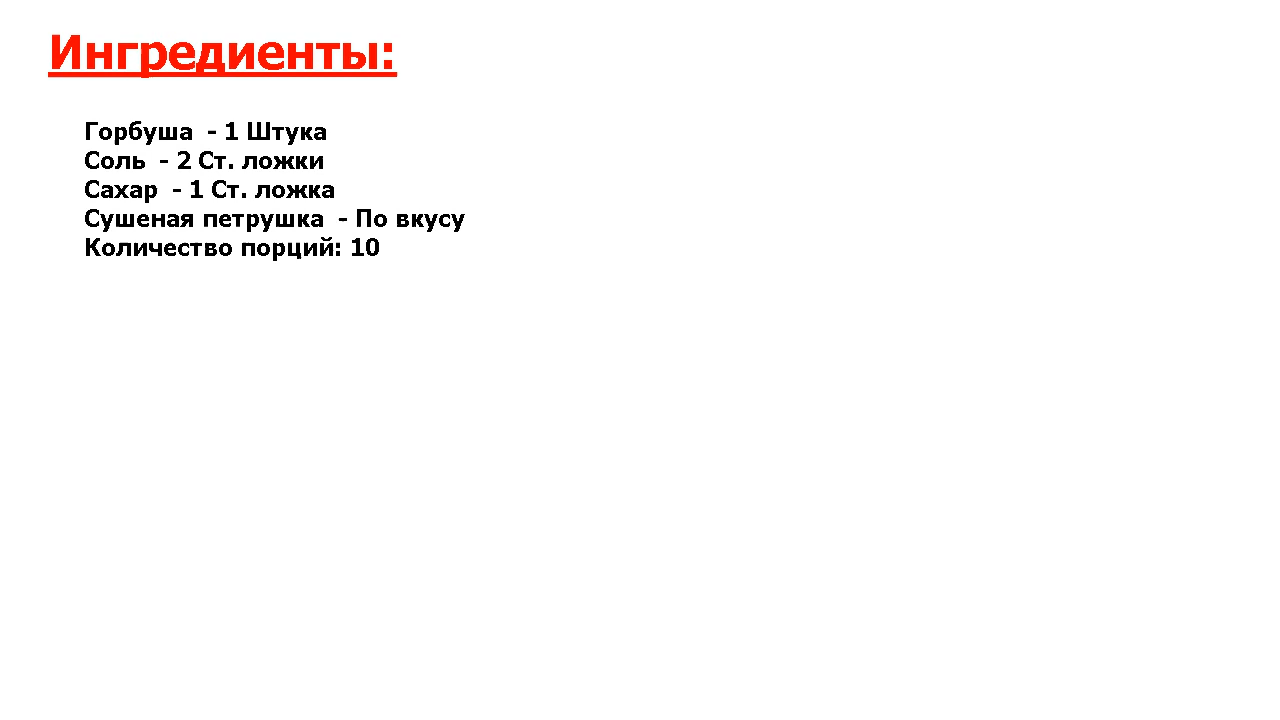 Ингредиенты:
Горбуша  - 1 Штука
Соль  - 2 Ст. ложки
Сахар  - 1 Ст. ложка
Сушеная петрушка  - По вкусу
Количество порций: 10